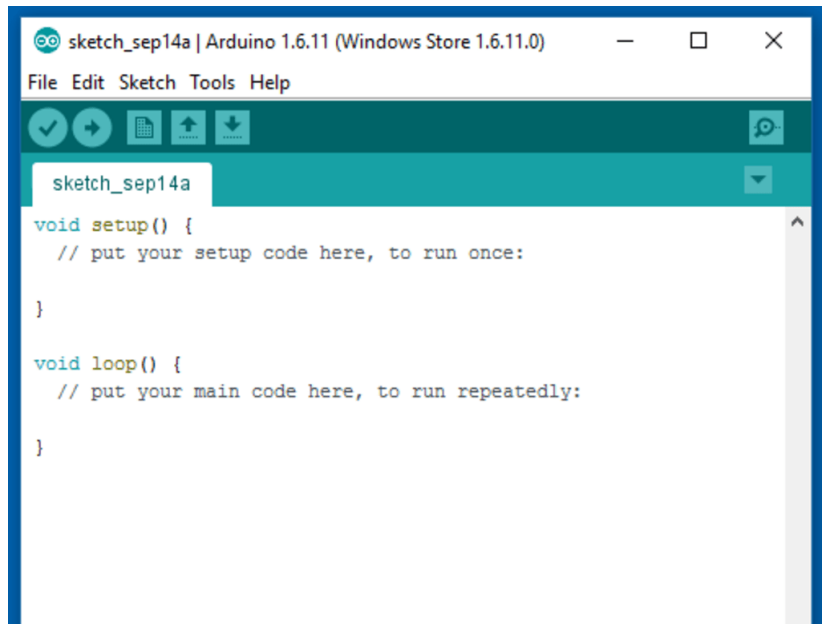 sketch_sep14a | Arduino 1.6.11 (Windows Store 1.6.11.0)
File Edit Sketch Tools Help
sketch_sep14a
void setup() {
  // put your setup code here, to run once:
}
void loop() {
  // put your main code here, to run repeatedly:
}